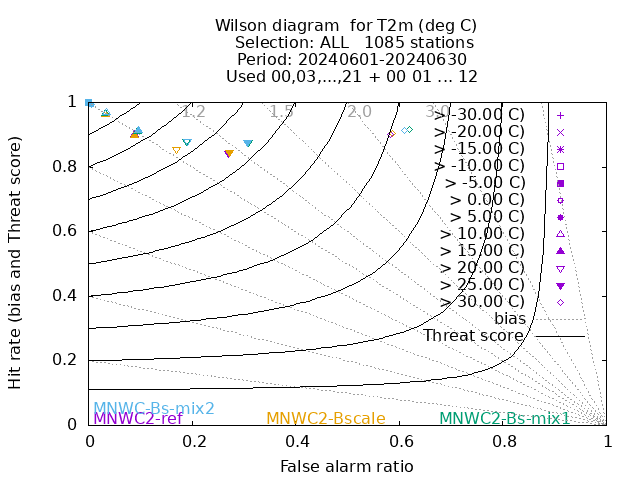 Wilson diagram  for T2m (deg C)
Selection: ALL   1085 stations
Period: 20240601-20240630
Used 00,03,...,21 + 00 01 ... 12
Hit rate (bias and Threat score)
1
0.8
0.6
0.4
0.2
0
1.2
1.5
2.0
3.0
> -30.00 C)
> -20.00 C)
> -15.00 C)
> -10.00 C)
> -5.00 C)
> 0.00 C)
> 5.00 C)
> 10.00 C)
> 15.00 C)
> 20.00 C)
> 25.00 C)
> 30.00 C)
bias
Threat score
MNWC-Bs-mix2
MNWC2-ref
MNWC2-Bscale
MNWC2-Bs-mix1
0
0.2
0.4
0.6
0.8
1
False alarm ratio